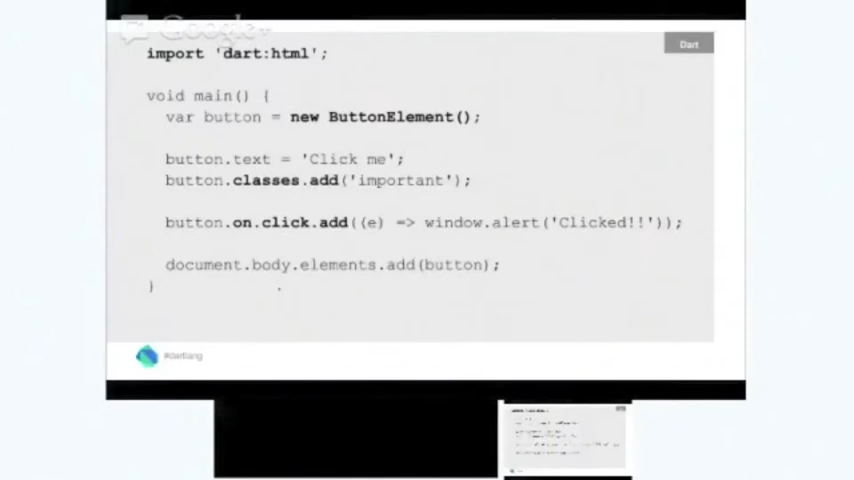 Google+
Dart
import 'dart:html';
void main() {
var button = new ButtonElement();
button.text = 'Click me';
button.classes.add('important');
button.on.click.add((e) => window.alert('Clicked!!'));
document.body.elements.add(button);
}
#dartlang